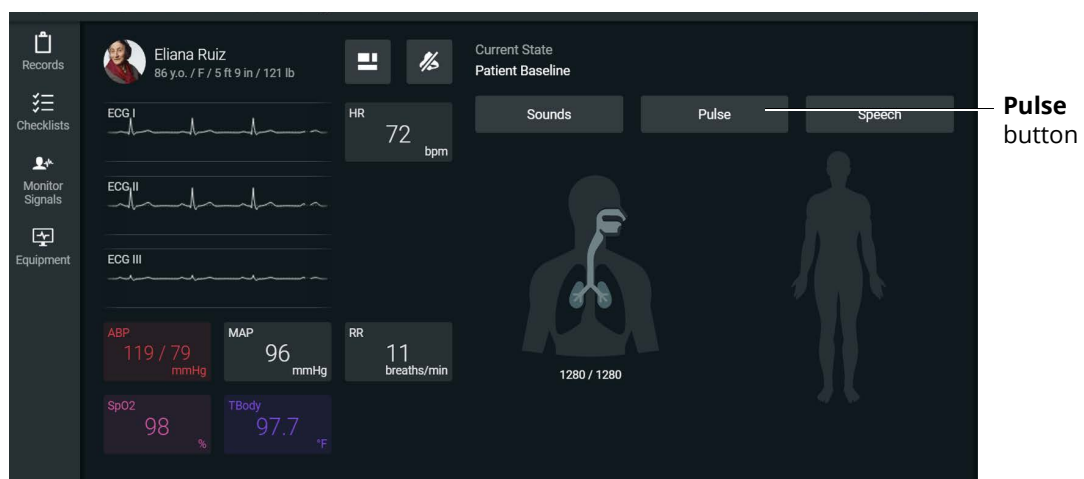 Records
Checklists
Monitor
Signals
Equipment
Eliana Ruiz
86 y.o. / F / 5 ft 9 in / 121 lb
Current State
Patient Baseline
Sounds
Pulse
Speech
Pulse
button
ECG I
HR
72
bpm
ECG II
ECG III
ABP
119 / 79
mmHg
MAP
96
mmHg
RR
11
breaths/min
1280 / 1280
SpO2
98
%
TBody
97.7
°F